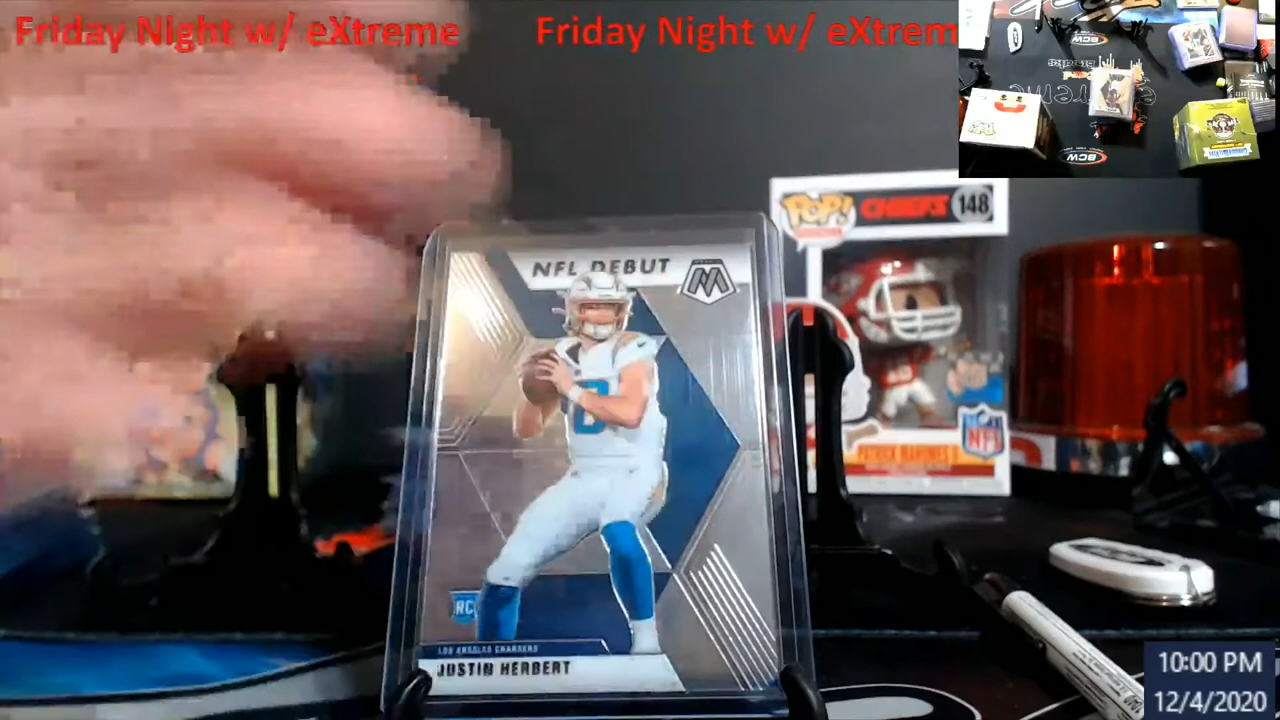 Friday Night w/ eXtreme
Friday Night w/ eXtrem
BCW
BCW
POP!
CHIEFS
148
NFL DEBUT
NFL
PATRICK MAHOMES II
RC
LOS ANGELES CHARGERS
JUSTIN HERBERT
10:00 PM
12/4/2020